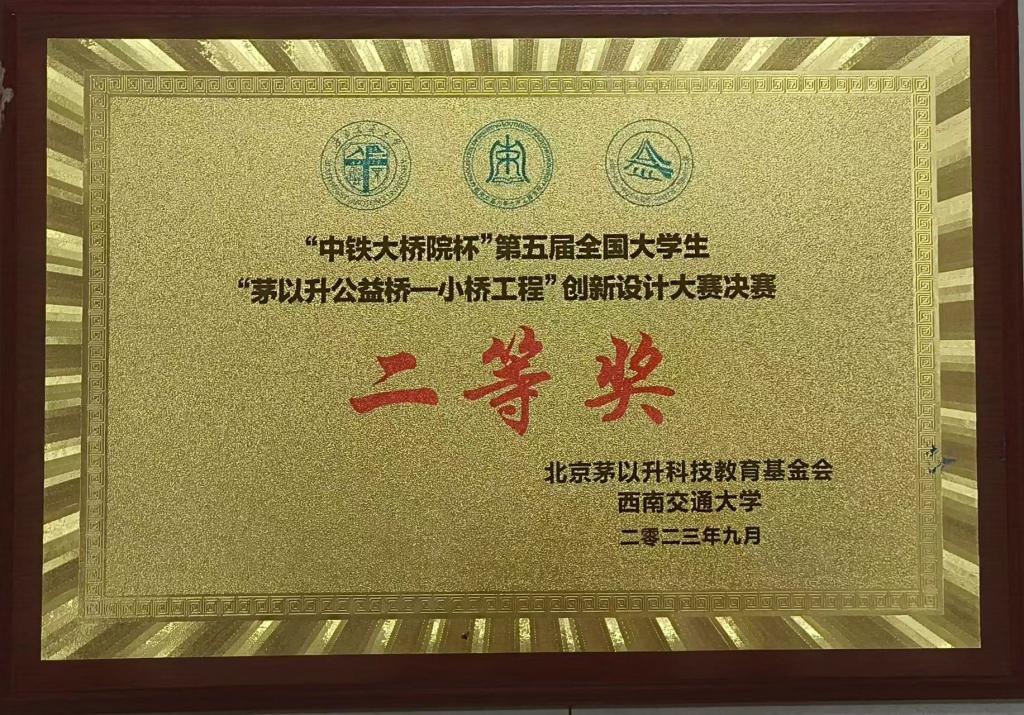 “中铁大桥院杯”第五届全国大学生
“茅以升公益桥—小桥工程”创新设计大赛决赛
二等奖
北京茅以升科技教育基金会
西南交通大学
二零二三年九月